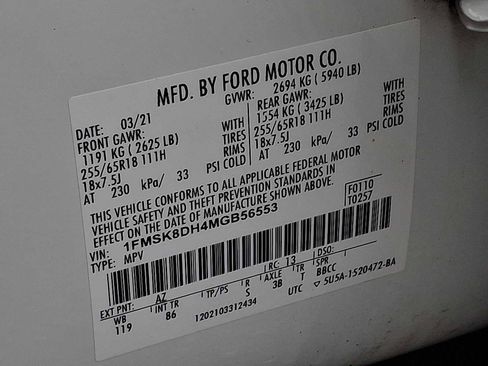 MFD. BY FORD MOTOR CO.
DATE: 03/21 GVWR: 2694 KG ( 5940 LB)
FRONT GAWR: REAR GAWR:
1191 KG ( 2625 LB) WITH 1554 KG ( 3425 LB) WITH
255/65R18 111H TIRES 255/65R18 111H TIRES
18x7.5J RIMS 18x7.5J RIMS
AT 230 kPa/ 33 PSI COLD AT 230 kPa/ 33 PSI COLD
THIS VEHICLE CONFORMS TO ALL APPLICABLE FEDERAL MOTOR
VEHICLE SAFETY AND THEFT PREVENTION STANDARDS IN
EFFECT ON THE DATE OF MANUFACTURE SHOWN ABOVE.
VIN: 1FMSK8DH4MGB56553 F0110
TYPE: MPV T0257
EXT PNT: AZ RC: 13 DSO:
WB INT TR TP/PS R AXLE TR SPR
119 86 S 3B T BBCC
1202103312434 UTC ▽ 5U5A-1520472-BA